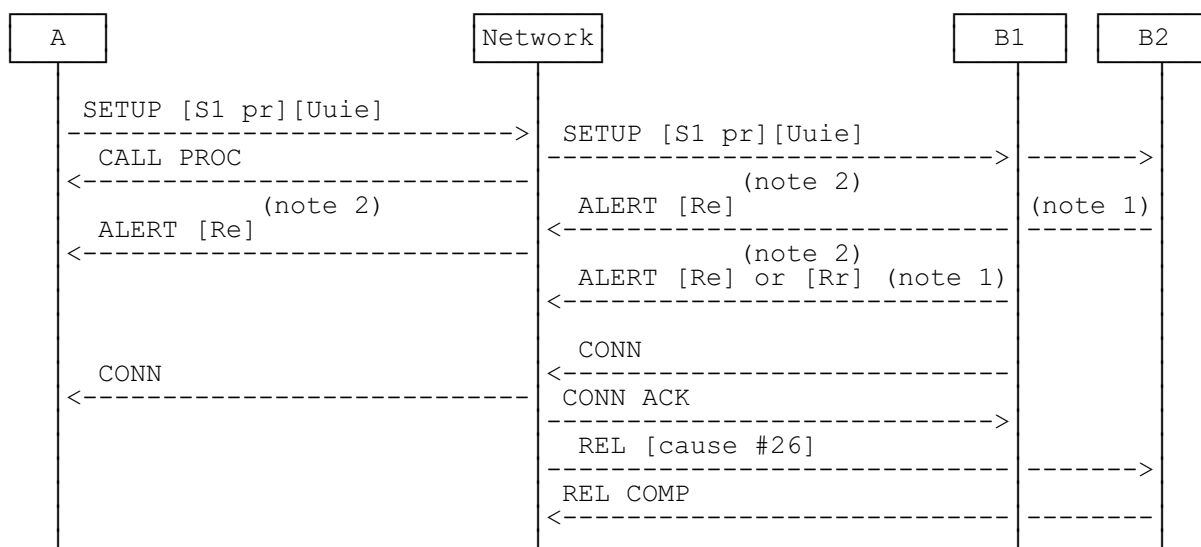 A Network B1 B2
SETUP [S1 pr][Uuie]
SETUP [S1 pr][Uuie]
CALL PROC
(note 2)
(note 2) ALERT [Re] (note 1)
ALERT [Re]
(note 2)
ALERT [Re] or [Rr] (note 1)
CONN
CONN
CONN ACK
REL [cause #26]
REL COMP